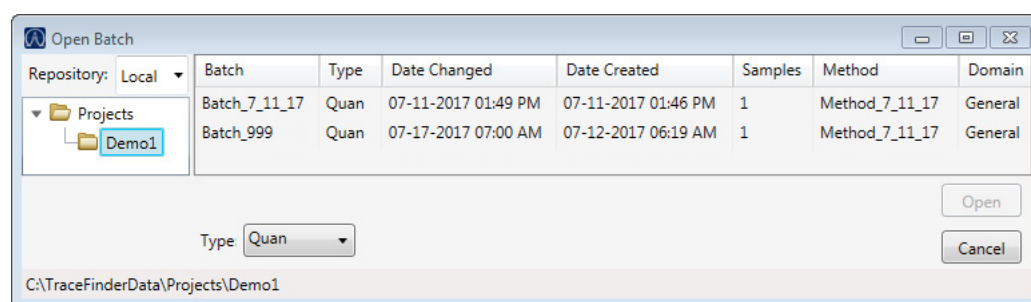 Open Batch
Repository: Local
Projects
Demo1
Batch Type Date Changed Date Created Samples Method Domain
Batch_7_11_17 Quan 07-11-2017 01:49 PM 07-11-2017 01:46 PM 1 Method_7_11_17 General
Batch_999 Quan 07-17-2017 07:00 AM 07-12-2017 06:19 AM 1 Method_7_11_17 General
Open
Type: Quan
Cancel
C:\TraceFinderData\Projects\Demo1